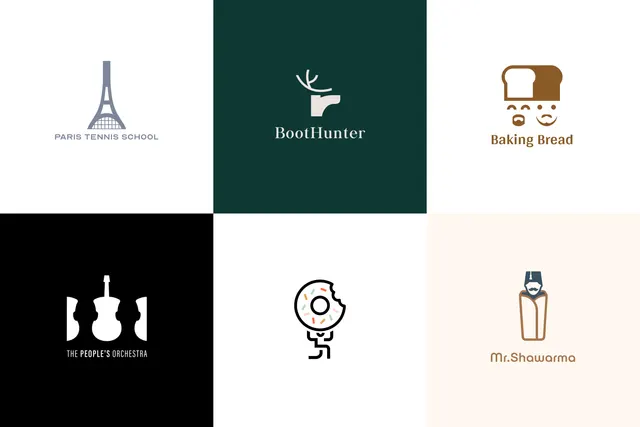 PARIS TENNIS SCHOOL
BootHunter
Baking Bread
THE PEOPLE'S ORCHESTRA
Mr.Shawarma